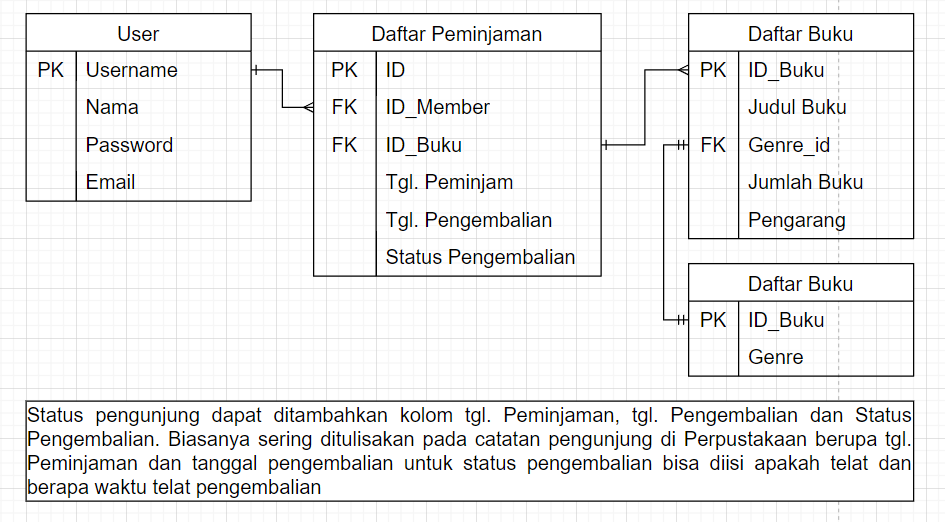 User
PK Username
Nama
Password
Email
Daftar Peminjaman
PK ID
FK ID_Member
FK ID_Buku
Tgl. Peminjam
Tgl. Pengembalian
Status Pengembalian
Daftar Buku
PK ID_Buku
Judul Buku
FK Genre_id
Jumlah Buku
Pengarang
Daftar Buku
PK ID_Buku
Genre
Status pengunjung dapat ditambahkan kolom tgl. Peminjaman, tgl. Pengembalian dan Status
Pengembalian. Biasanya sering ditulisakan pada catatan pengunjung di Perpustakaan berupa tgl.
Peminjaman dan tanggal pengembalian untuk status pengembalian bisa diisi apakah telat dan
berapa waktu telat pengembalian